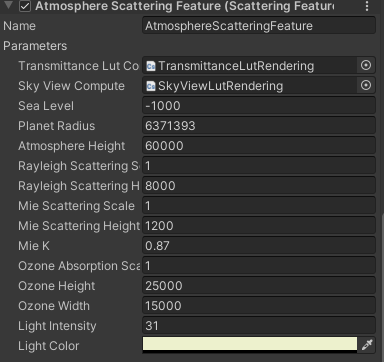 Atmosphere Scattering Feature (Scattering Feature
Name AtmosphereScatteringFeature
Parameters
Transmittance Lut Co TransmittanceLutRendering
Sky View Compute SkyViewLutRendering
Sea Level -1000
Planet Radius 6371393
Atmosphere Height 60000
Rayleigh Scattering S 1
Rayleigh Scattering H 8000
Mie Scattering Scale 1
Mie Scattering Height 1200
Mie K 0.87
Ozone Absorption Sca 1
Ozone Height 25000
Ozone Width 15000
Light Intensity 31
Light Color